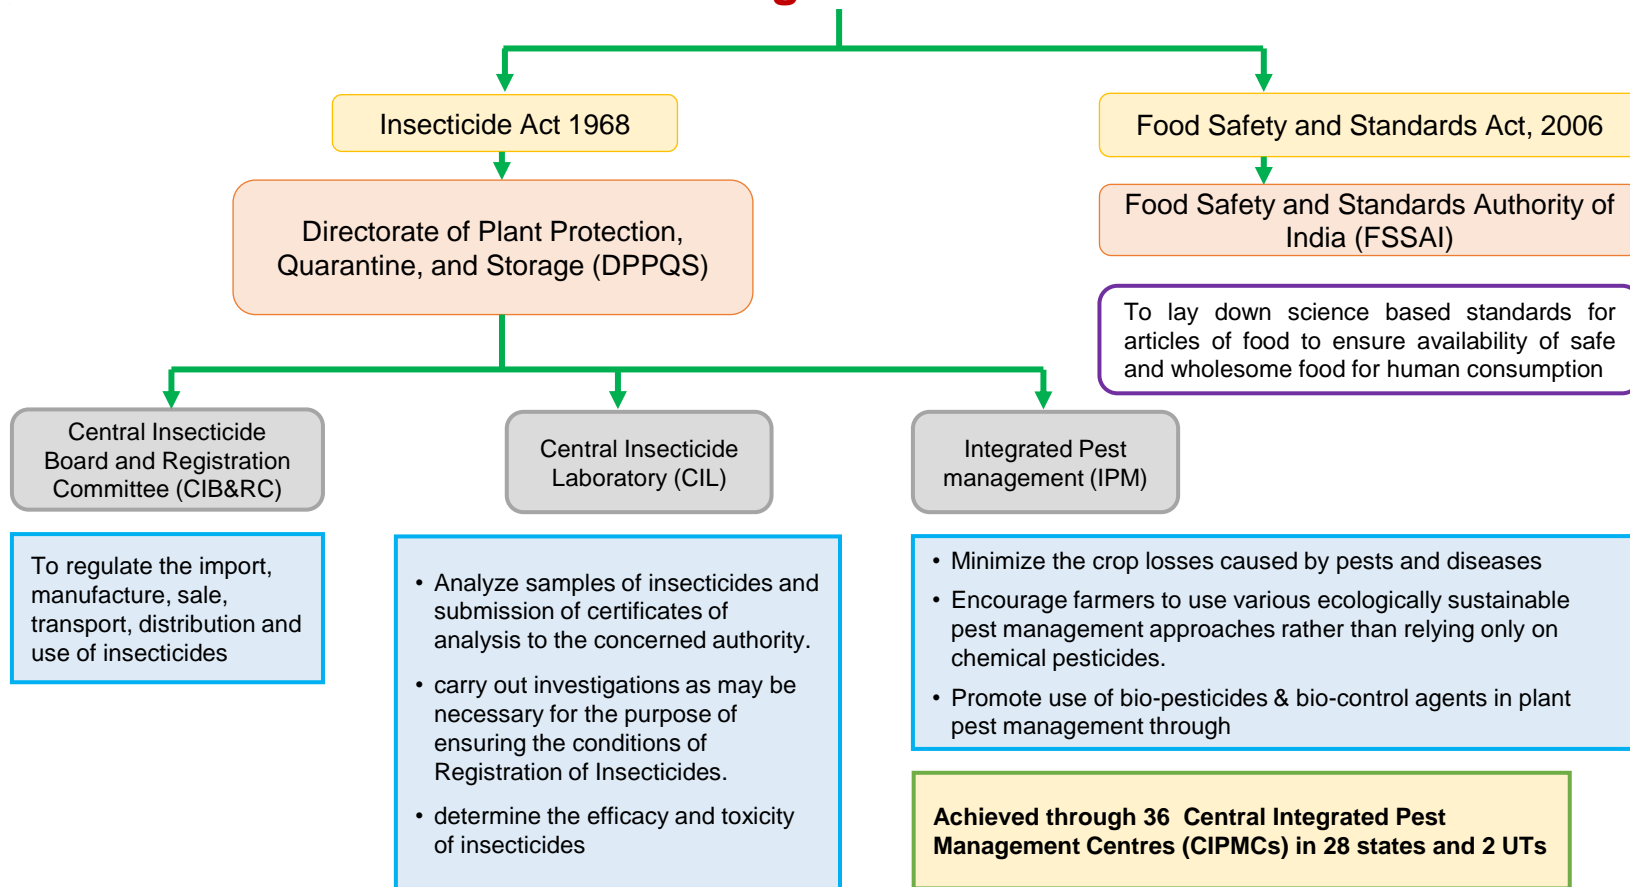 Insecticide Act 1968
Food Safety and Standards Act, 2006
Directorate of Plant Protection,
Quarantine, and Storage (DPPQS)
Food Safety and Standards Authority of
India (FSSAI)
To lay down science based standards for
articles of food to ensure availability of safe
and wholesome food for human consumption
Central Insecticide
Board and Registration
Committee (CIB&RC)
Central Insecticide
Laboratory (CIL)
Integrated Pest
management (IPM)
To regulate the import,
manufacture, sale,
transport, distribution and
use of insecticides
• Analyze samples of insecticides and
submission of certificates of
analysis to the concerned authority.
• carry out investigations as may be
necessary for the purpose of
ensuring the conditions of
Registration of Insecticides.
• determine the efficacy and toxicity
of insecticides
• Minimize the crop losses caused by pests and diseases
• Encourage farmers to use various ecologically sustainable
pest management approaches rather than relying only on
chemical pesticides.
• Promote use of bio-pesticides & bio-control agents in plant
pest management through
Achieved through 36 Central Integrated Pest
Management Centres (CIPMCs) in 28 states and 2 UTs